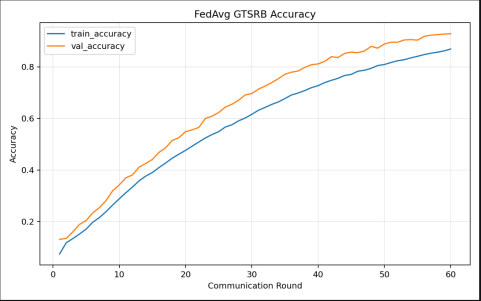 FedAvg GTSRB Accuracy
train_accuracy
val_accuracy
Accuracy
0.8
0.6
0.4
0.2
0 10 20 30 40 50 60
Communication Round